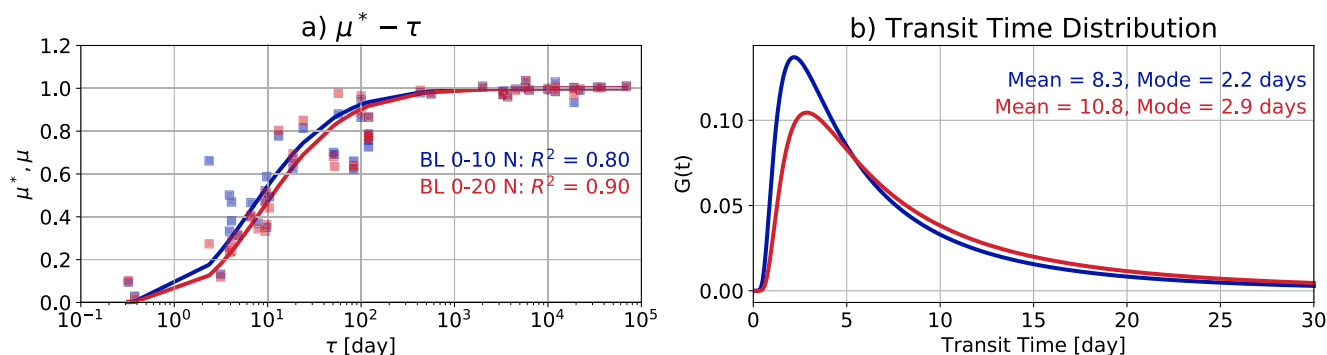 a) μ* − τ
1.2
1.0
0.8
0.6
0.4
0.2
0.0
μ*, μ
BL 0-10 N: R² = 0.80
BL 0-20 N: R² = 0.90
10⁻¹ 10⁰ 10¹ 10² 10³ 10⁴ 10⁵
τ [day]
b) Transit Time Distribution
Mean = 8.3, Mode = 2.2 days
Mean = 10.8, Mode = 2.9 days
0.10
0.05
0.00
G(t)
0 5 10 15 20 25 30
Transit Time [day]